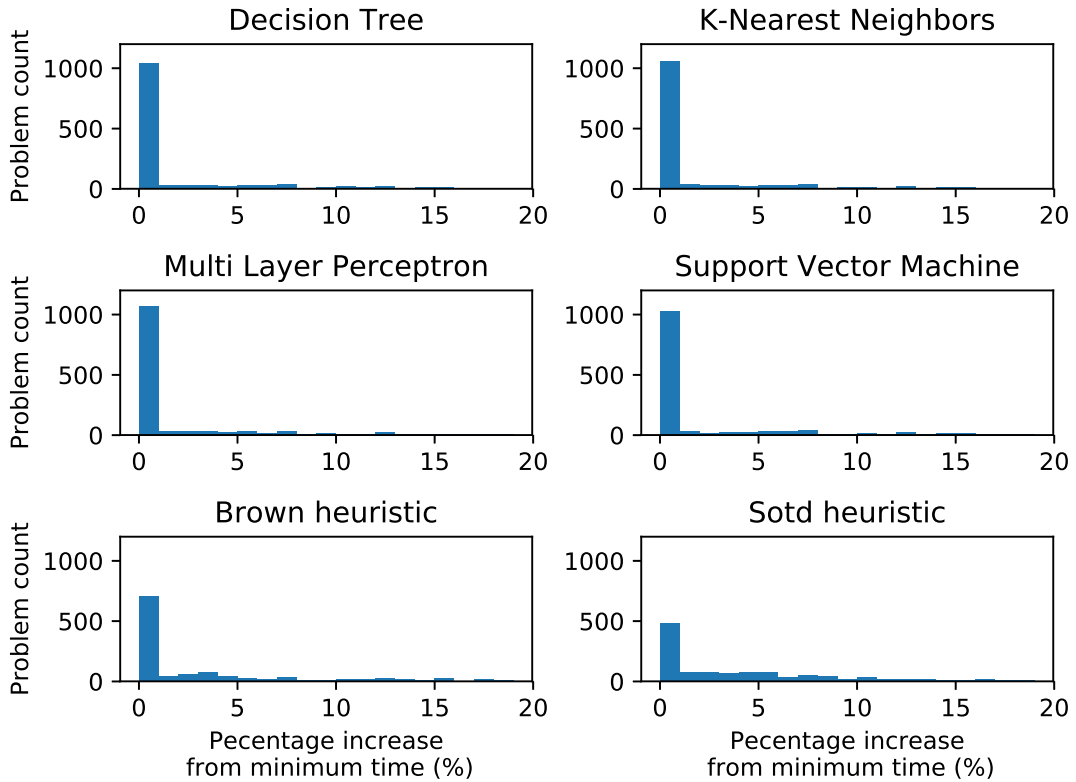 Decision Tree
K-Nearest Neighbors
Problem count
1000
500
0
0 5 10 15 20
1000
500
0
0 5 10 15 20
Multi Layer Perceptron
Support Vector Machine
Problem count
1000
500
0
0 5 10 15 20
1000
500
0
0 5 10 15 20
Brown heuristic
Sotd heuristic
Problem count
1000
500
0
0 5 10 15 20
Pecentage increase
from minimum time (%)
1000
500
0
0 5 10 15 20
Pecentage increase
from minimum time (%)